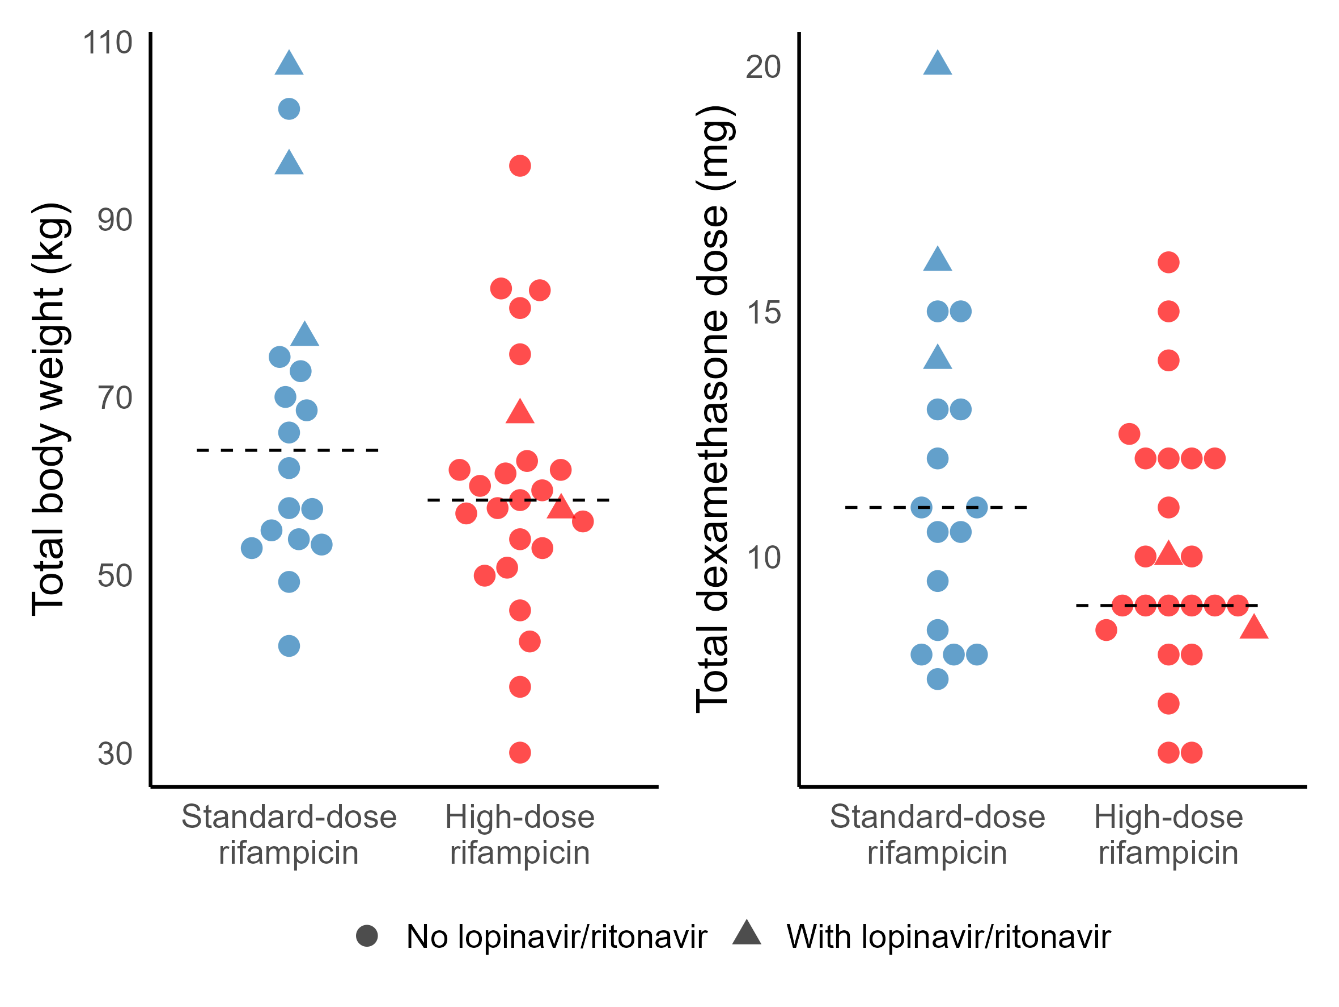 Total body weight (kg)
110
90
70
50
30
Standard-dose
rifampicin
High-dose
rifampicin
Total dexamethasone dose (mg)
20
15
10
Standard-dose
rifampicin
High-dose
rifampicin
No lopinavir/ritonavir
With lopinavir/ritonavir